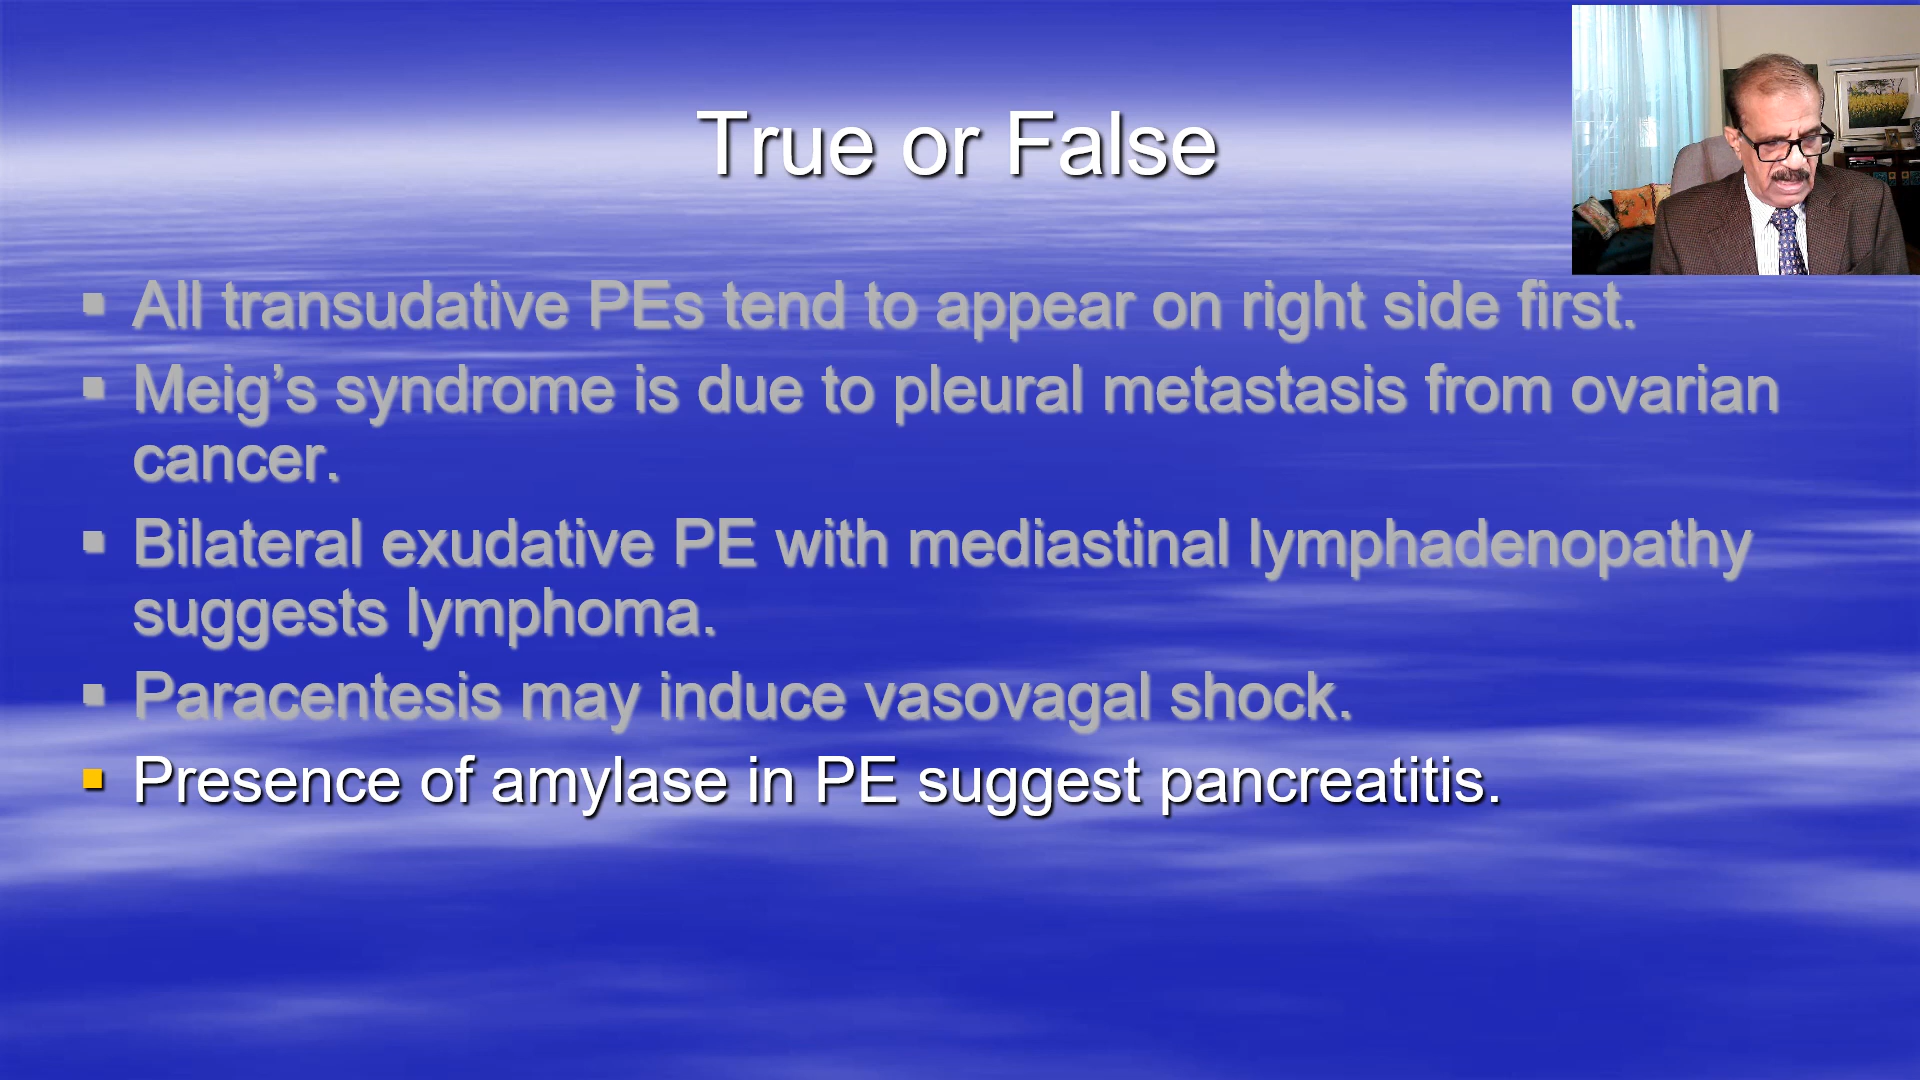 True or False
▪ All transudative PEs tend to appear on right side first.
▪ Meig’s syndrome is due to pleural metastasis from ovarian
cancer.
▪ Bilateral exudative PE with mediastinal lymphadenopathy
suggests lymphoma.
▪ Paracentesis may induce vasovagal shock.
▪ Presence of amylase in PE suggest pancreatitis.